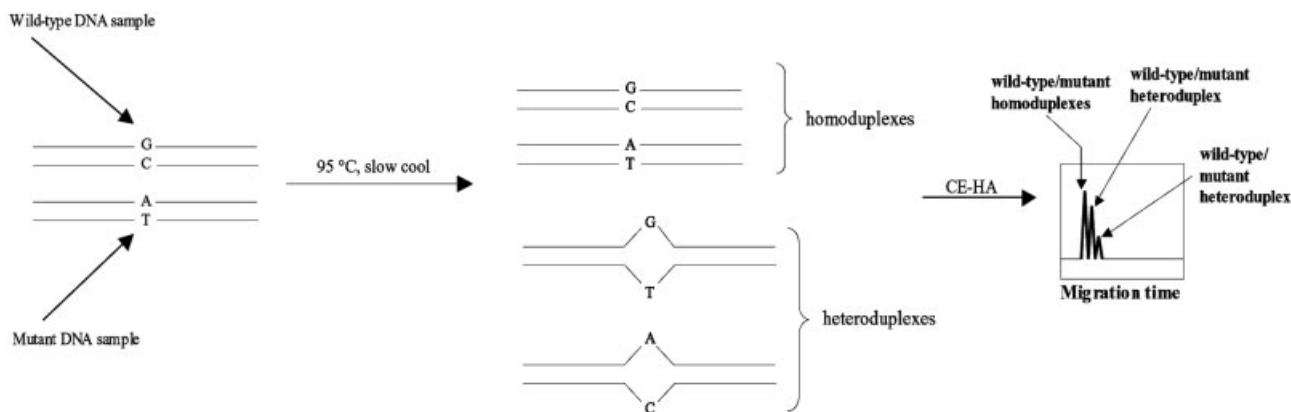 Wild-type DNA sample
G
C
A
T
Mutant DNA sample
95 °C, slow cool
G
C
A
T
homoduplexes
G
T
A
C
heteroduplexes
CE-HA
wild-type/mutant
homoduplexes
wild-type/mutant
heteroduplex
wild-type/
mutant
heteroduplex
Migration time